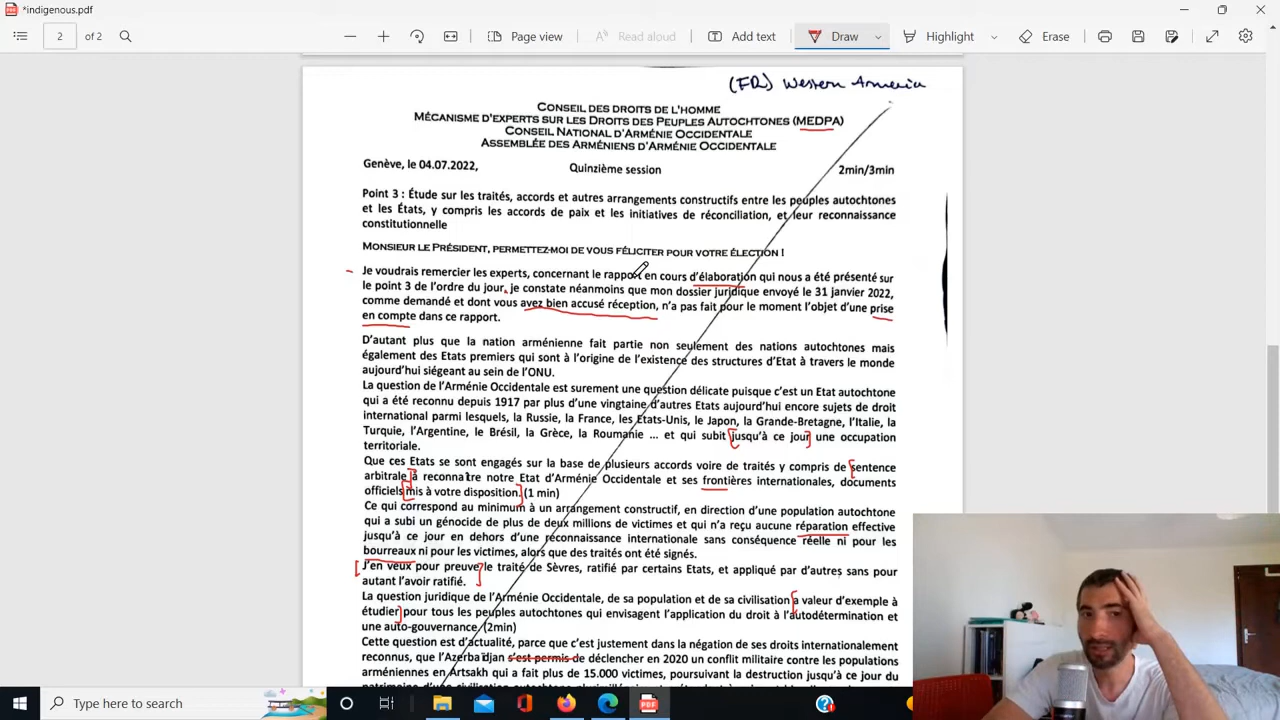 *indigenous.pdf
2 of 2
Page view
Read aloud
Add text
Draw
Highlight
Erase
(FR) Western Armenia
CONSEIL DES DROITS DE L'HOMME
MÉCANISME D'EXPERTS SUR LES DROITS DES PEUPLES AUTOCHTONES (MEDPA)
CONSEIL NATIONAL D'ARMÉNIE OCCIDENTALE
ASSEMBLÉE DES ARMÉNIENS D'ARMÉNIE OCCIDENTALE
Genève, le 04.07.2022, Quinzième session 2min/3min
Point 3 : Étude sur les traités, accords et autres arrangements constructifs entre les peuples autochtones
et les États, y compris les accords de paix et les initiatives de réconciliation, et leur reconnaissance
constitutionnelle
MONSIEUR LE PRÉSIDENT, PERMETTEZ-MOI DE VOUS FÉLICITER POUR VOTRE ÉLECTION !
Je voudrais remercier les experts, concernant le rapport en cours d'élaboration qui nous a été présenté sur
le point 3 de l'ordre du jour, je constate néanmoins que mon dossier juridique envoyé le 31 janvier 2022,
comme demandé et dont vous avez bien accusé réception, n'a pas fait pour le moment l'objet d'une prise
en compte dans ce rapport.
D'autant plus que la nation arménienne fait partie non seulement des nations autochtones mais
également des Etats premiers qui sont à l'origine de l'existence des structures d'Etat à travers le monde
aujourd'hui siégeant au sein de l'ONU.
La question de l'Arménie Occidentale est surement une question délicate puisque c'est un Etat autochtone
qui a été reconnu depuis 1917 par plus d'une vingtaine d'autres Etats aujourd'hui encore sujets de droit
international parmi lesquels, la Russie, la France, les Etats-Unis, le Japon, la Grande-Bretagne, l'Italie, la
Turquie, l'Argentine, le Brésil, la Grèce, la Roumanie ... et qui subit jusqu'à ce jour une occupation
territoriale.
Que ces Etats se sont engagés sur la base de plusieurs accords voire de traités y compris de sentence
arbitrale à reconnaître notre Etat d'Arménie Occidentale et ses frontières internationales, documents
officiels mis à votre disposition. (1 min)
Ce qui correspond au minimum à un arrangement constructif, en direction d'une population autochtone
qui a subi un génocide de plus de deux millions de victimes et qui n'a reçu aucune réparation effective
jusqu'à ce jour en dehors d'une reconnaissance internationale sans conséquence réelle ni pour les
bourreaux ni pour les victimes, alors que des traités ont été signés.
J'en veux pour preuve le traité de Sèvres, ratifié par certains Etats, et appliqué par d'autres sans pour
autant l'avoir ratifié.
La question juridique de l'Arménie Occidentale, de sa population et de sa civilisation a valeur d'exemple à
étudier pour tous les peuples autochtones qui envisagent l'application du droit à l'autodétermination et
une auto-gouvernance (2min)
Cette question est d'actualité, parce que c'est justement dans la négation de ses droits internationalement
reconnus, que l'Azerbaïdjan s'est permis de déclencher en 2020 un conflit militaire contre les populations
arméniennes en Artsakh qui a fait plus de 15.000 victimes, poursuivant la destruction jusqu'à ce jour du
Type here to search